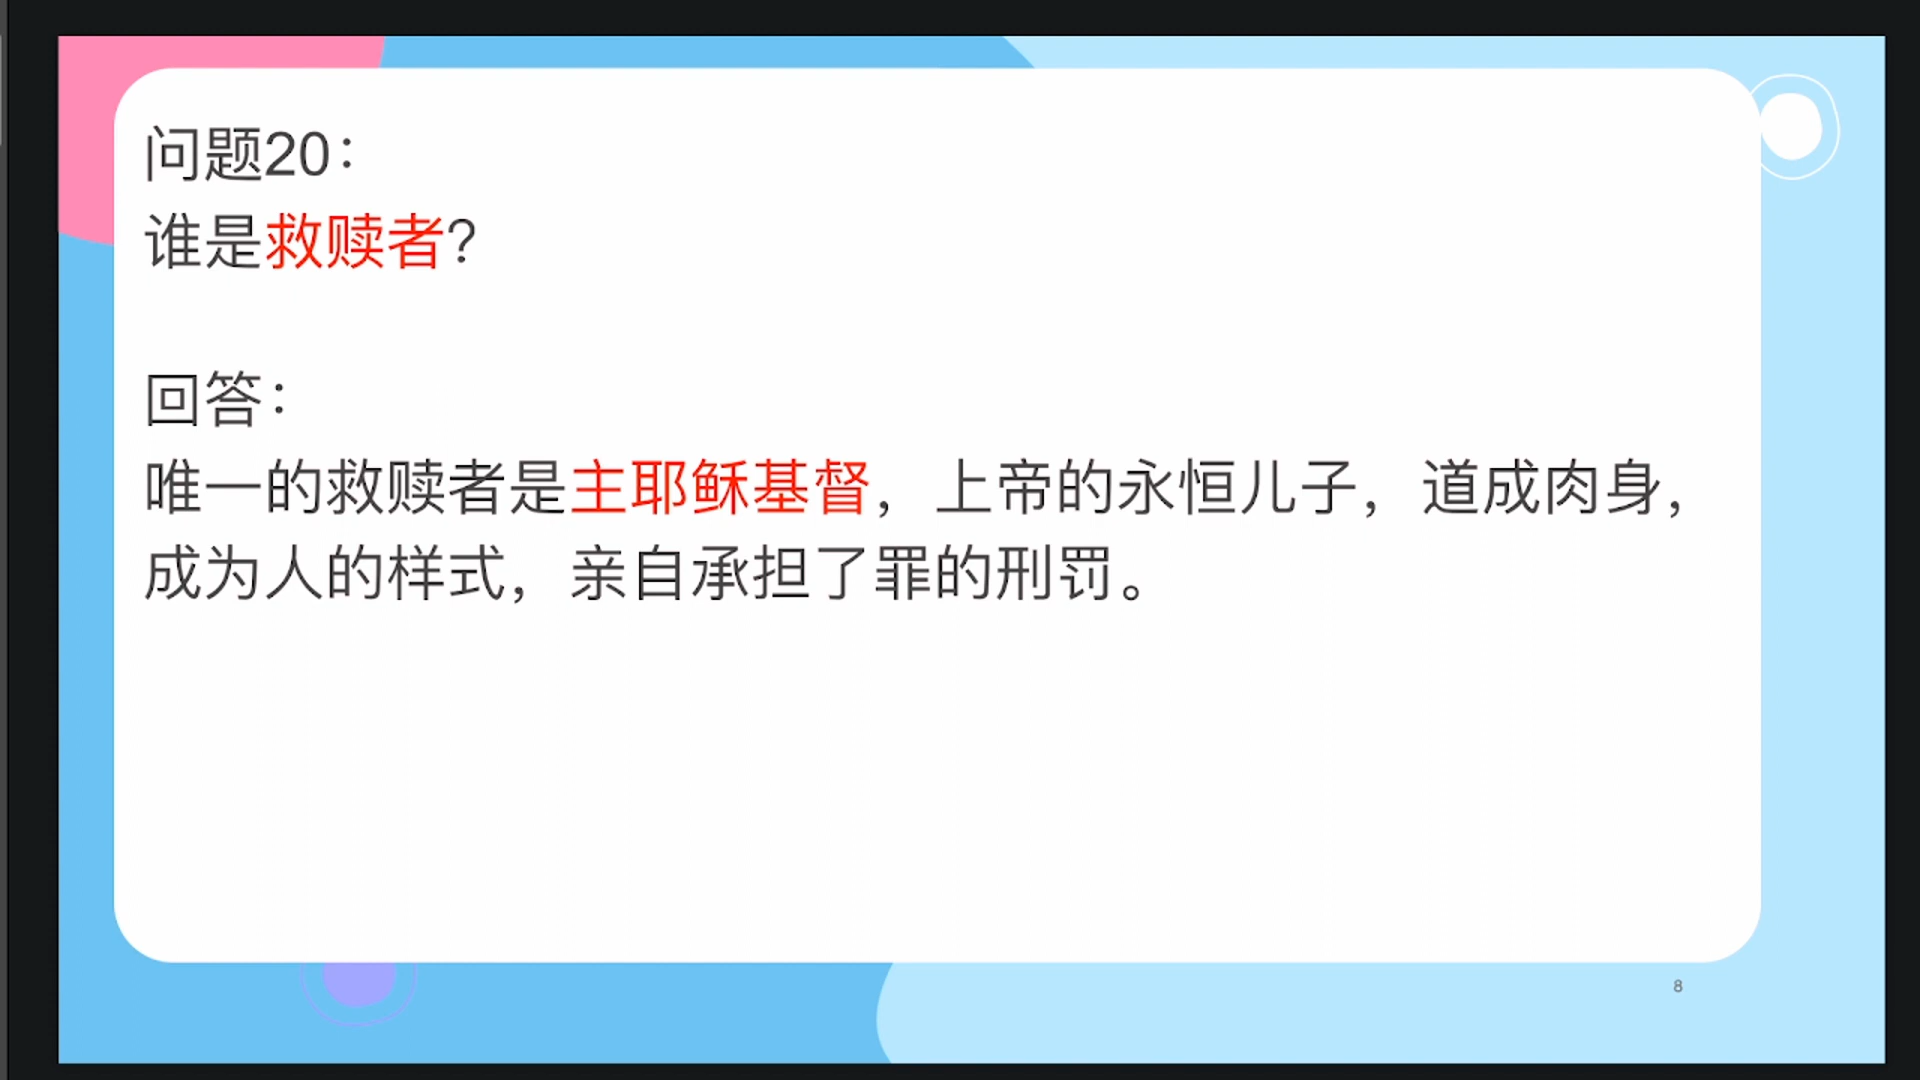 问题20：
谁是救赎者？
回答：
唯一的救赎者是主耶稣基督，上帝的永恒儿子，道成肉身，
成为人的样式，亲自承担了罪的刑罚。
8